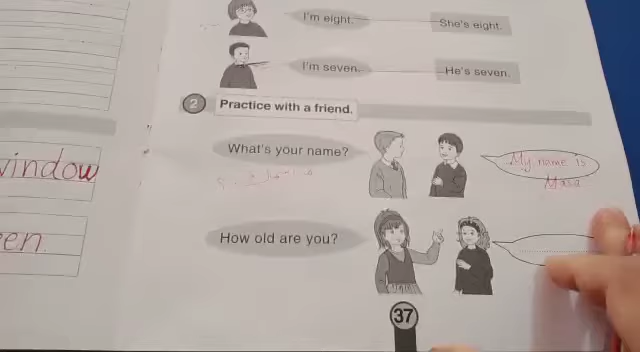 I'm eight.
She's eight.
I'm seven.
He's seven.
2 Practice with a friend.
window
What's your name?
My name is
Masa
en
How old are you?
37